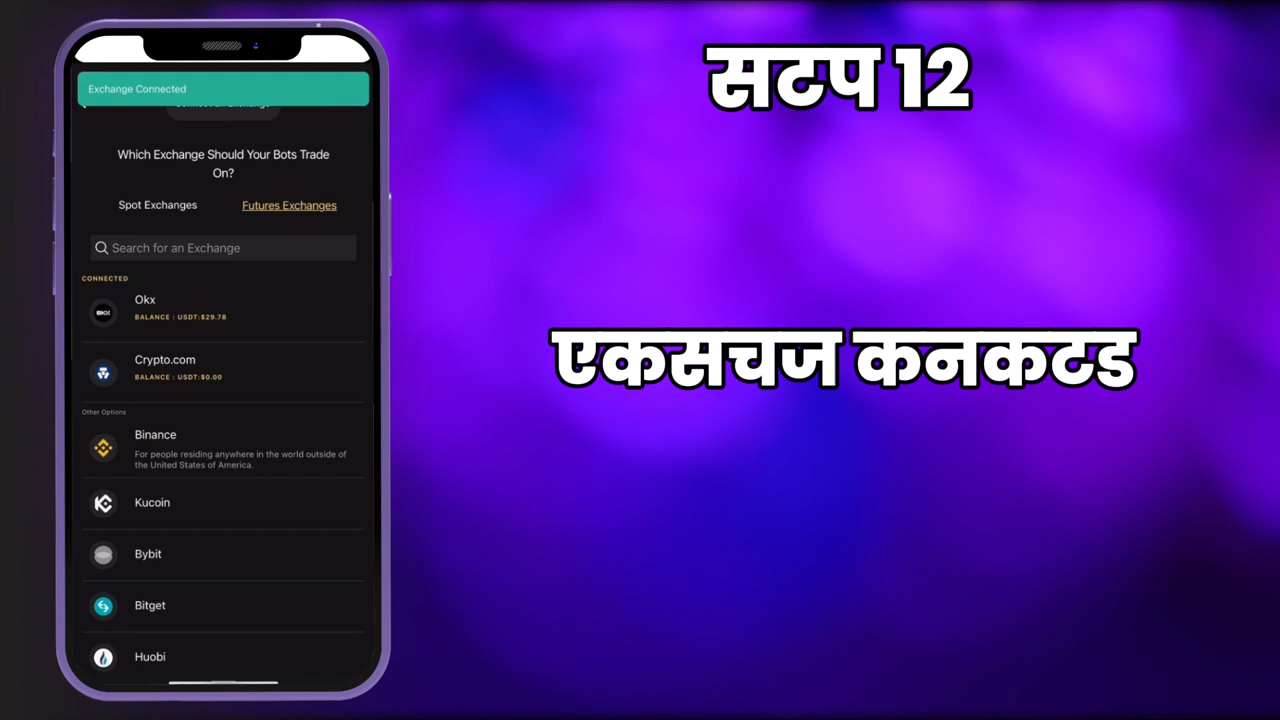 सटप 12
एकसचज कनकटड
Exchange Connected
Which Exchange Should Your Bots Trade
On?
Spot Exchanges
Futures Exchanges
Search for an Exchange
CONNECTED
Okx
BALANCE : USDT:$29.78
Crypto.com
BALANCE : USDT:$0.00
Other Options
Binance
For people residing anywhere in the world outside of
the United States of America.
Kucoin
Bybit
Bitget
Huobi